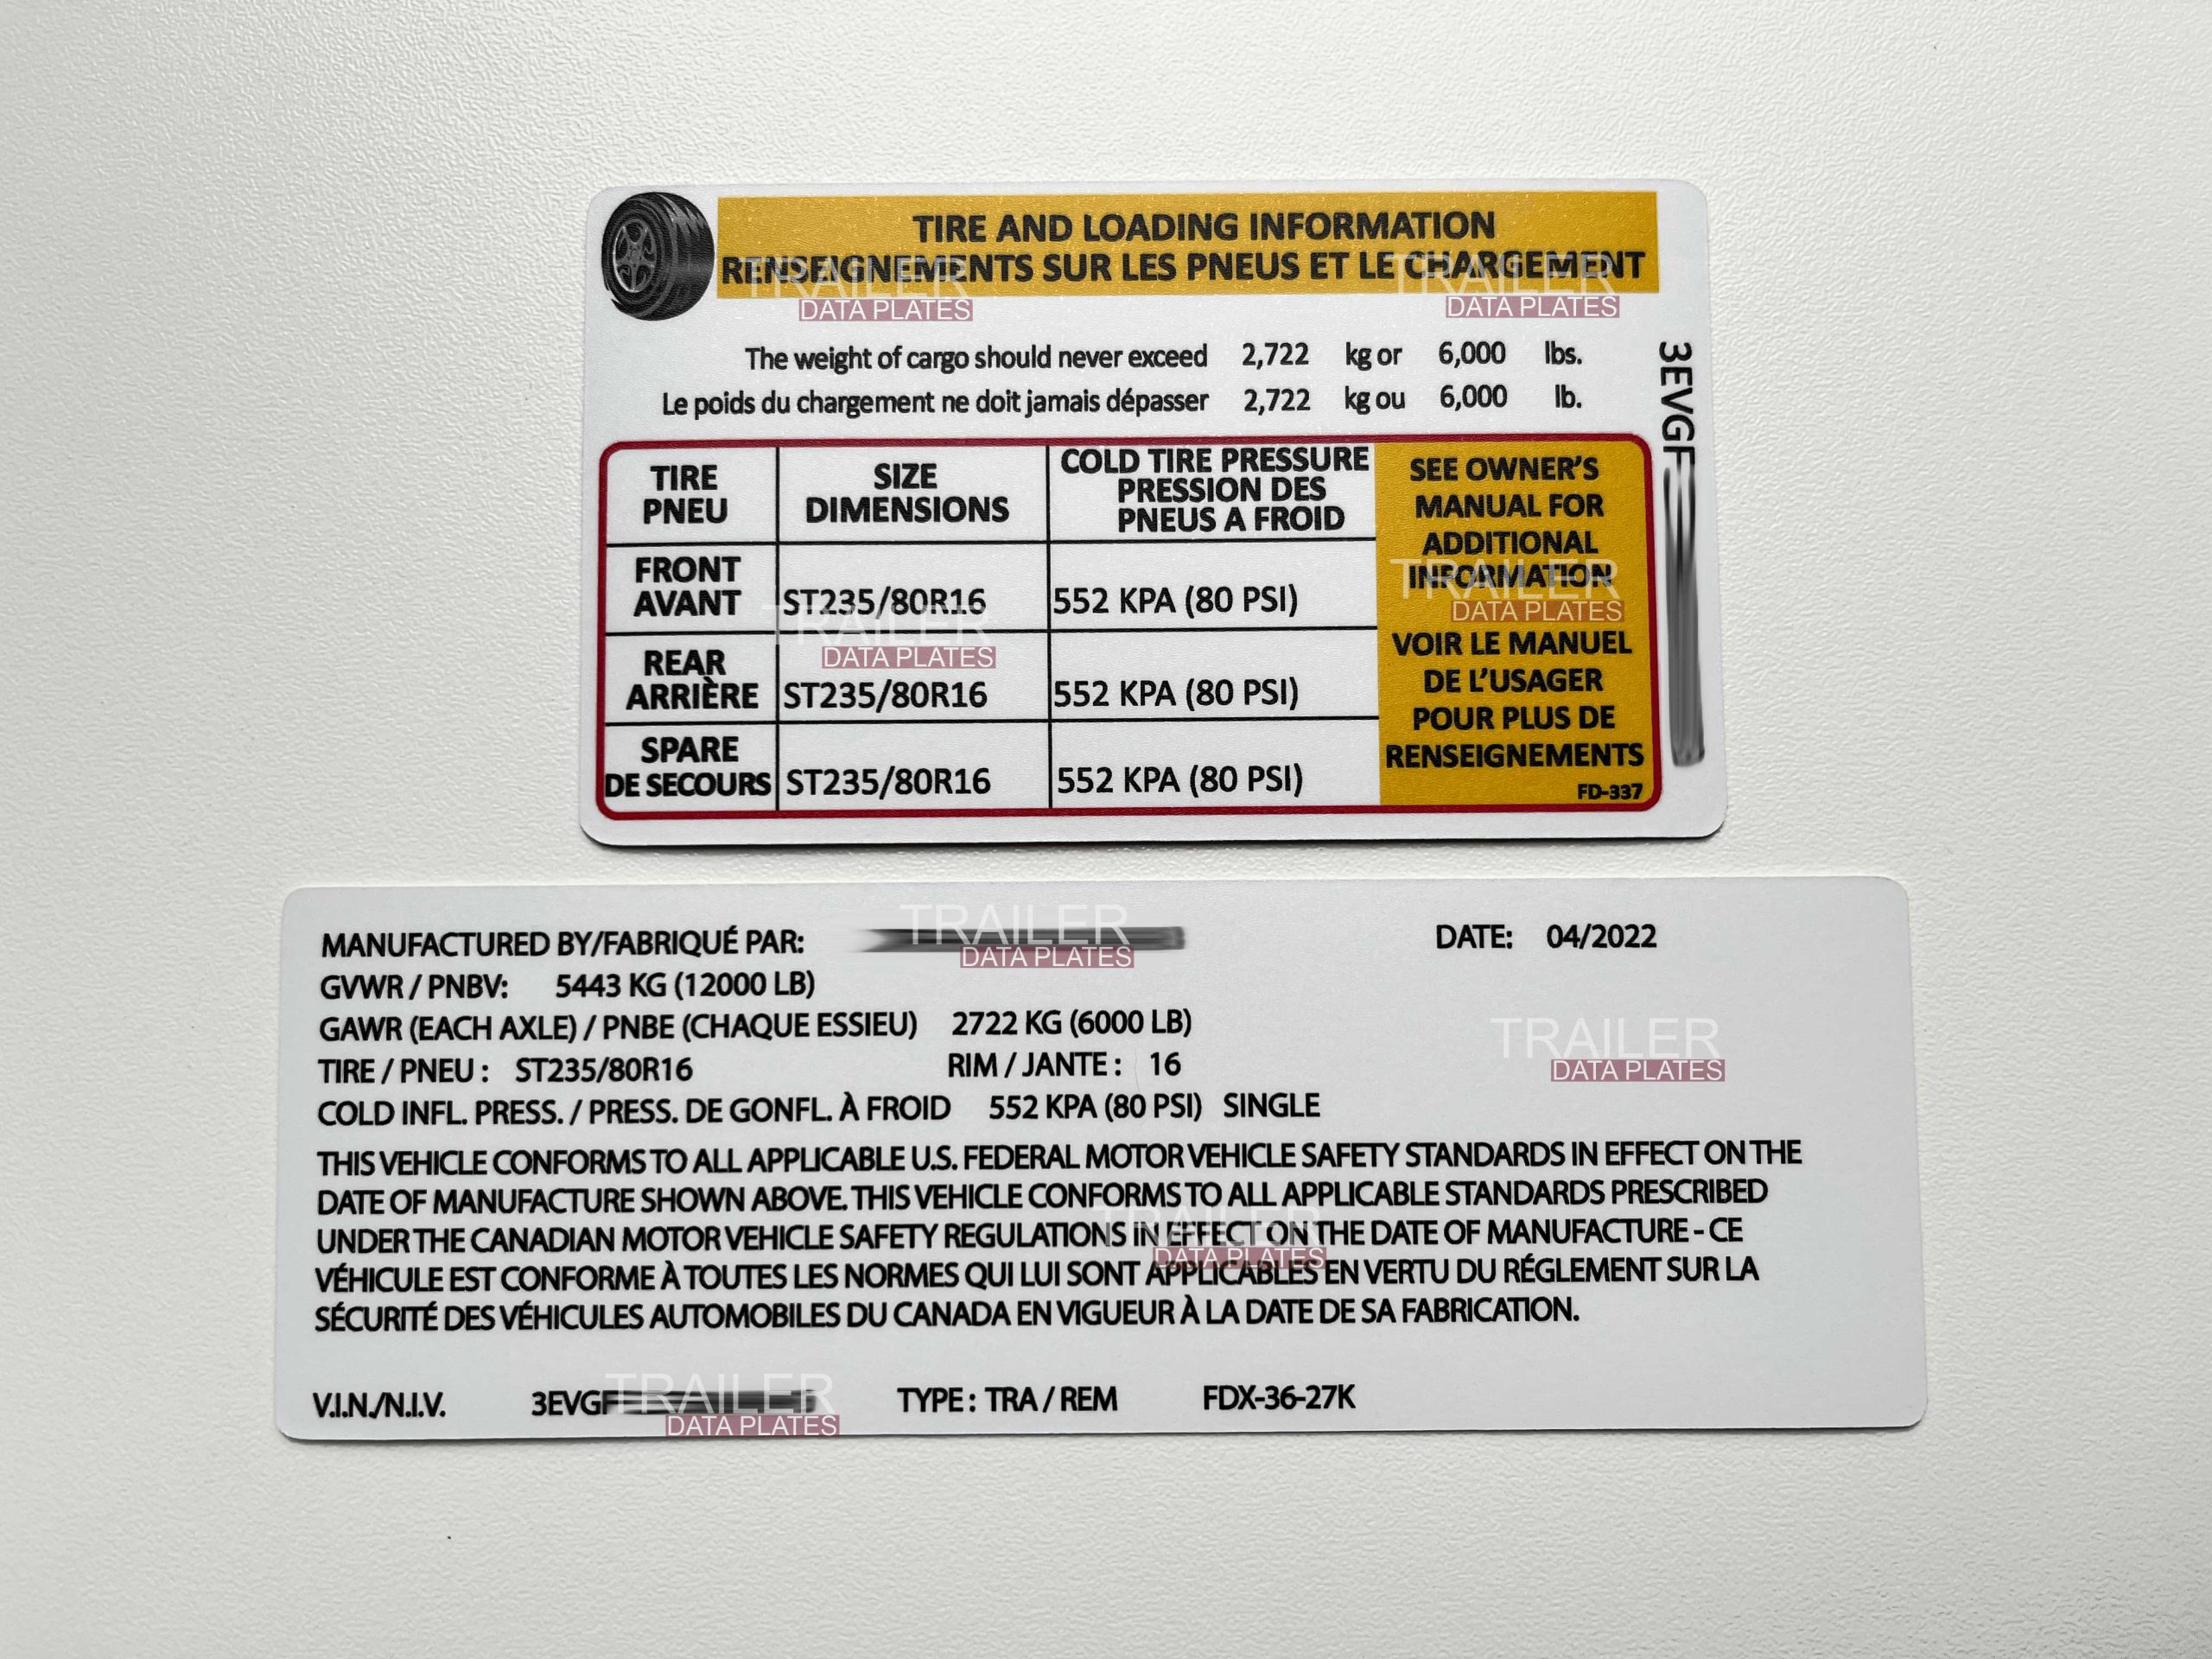 TIRE AND LOADING INFORMATION
RENSEIGNEMENTS SUR LES PNEUS ET LE CHARGEMENT
TRAILER
DATA PLATES
TRAILER
DATA PLATES
The weight of cargo should never exceed 2,722 kg or 6,000 lbs.
Le poids du chargement ne doit jamais dépasser 2,722 kg ou 6,000 lb.
3EVGF
TIRE
PNEU
SIZE
DIMENSIONS
COLD TIRE PRESSURE
PRESSION DES
PNEUS A FROID
FRONT
AVANT
ST235/80R16
552 KPA (80 PSI)
TRAILER
DATA PLATES
REAR
ARRIÈRE
ST235/80R16
552 KPA (80 PSI)
SPARE
DE SECOURS
ST235/80R16
552 KPA (80 PSI)
SEE OWNER'S
MANUAL FOR
ADDITIONAL
INFORMATION
TRAILER
DATA PLATES
VOIR LE MANUEL
DE L'USAGER
POUR PLUS DE
RENSEIGNEMENTS
FD-337
MANUFACTURED BY/FABRIQUÉ PAR:
TRAILER
DATA PLATES
DATE: 04/2022
GVWR / PNBV: 5443 KG (12000 LB)
GAWR (EACH AXLE) / PNBE (CHAQUE ESSIEU) 2722 KG (6000 LB)
TRAILER
DATA PLATES
TIRE / PNEU : ST235/80R16 RIM / JANTE : 16
COLD INFL. PRESS. / PRESS. DE GONFL. À FROID 552 KPA (80 PSI) SINGLE
THIS VEHICLE CONFORMS TO ALL APPLICABLE U.S. FEDERAL MOTOR VEHICLE SAFETY STANDARDS IN EFFECT ON THE
DATE OF MANUFACTURE SHOWN ABOVE. THIS VEHICLE CONFORMS TO ALL APPLICABLE STANDARDS PRESCRIBED
UNDER THE CANADIAN MOTOR VEHICLE SAFETY REGULATIONS IN EFFECT ON THE DATE OF MANUFACTURE - CE
VÉHICULE EST CONFORME À TOUTES LES NORMES QUI LUI SONT APPLICABLES EN VERTU DU RÉGLEMENT SUR LA
SÉCURITÉ DES VÉHICULES AUTOMOBILES DU CANADA EN VIGUEUR À LA DATE DE SA FABRICATION.
TRAILER
DATA PLATES
V.I.N./N.I.V. 3EVGF TYPE : TRA / REM FDX-36-27K
TRAILER
DATA PLATES